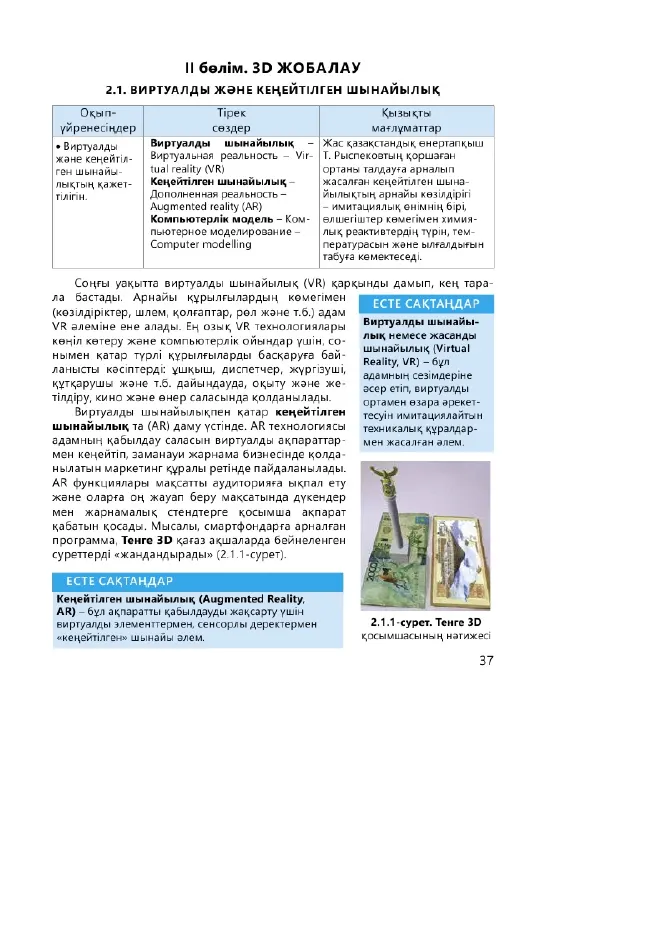 II бөлім. 3D ЖОБАЛАУ
2.1. ВИРТУАЛДЫ ЖӘНЕ КЕҢЕЙТІЛГЕН ШЫНАЙЫЛЫҚ
Оқып-
үйренесіңдер
• Виртуалды
және кеңейтіл-
ген шынайы-
лықтың қажет-
тілігін.
Тірек
сөздер
Виртуалды шынайылық –
Виртуальная реальность – Vir-
tual reality (VR)
Кеңейтілген шынайылық –
Дополненная реальность –
Augmented reality (AR)
Компьютерлік модель – Ком-
пьютерное моделирование –
Computer modelling
Қызықты
мағлұматтар
Жас қазақстандық өнертапқыш
Т. Рыспековтың қоршаған
ортаны талдауға арналып
жасалған кеңейтілген шына-
йылықтың арнайы көзілдірігі
– имитациялық өнімнің бірі,
өлшегіштер көмегімен химия-
лық реактивтердің түрін, тем-
пературасын және ылғалдығын
табуға көмектеседі.
Соңғы уақытта виртуалды шынайылық (VR) қарқынды дамып, кең тара-
ла бастады. Арнайы құрылғылардың көмегімен
(көзілдіріктер, шлем, қолғаптар, рөл және т.б.) адам
VR әлеміне ене алады. Ең озық VR технологиялары
көңіл көтеру және компьютерлік ойындар үшін, со-
нымен қатар түрлі құрылғыларды басқаруға бай-
ланысты кәсіптерді: ұшқыш, диспетчер, жүргізуші,
құтқарушы және т.б. дайындауда, оқыту және же-
тілдіру, кино және өнер саласында қолданылады.
Виртуалды шынайылықпен қатар кеңейтілген
шынайылық та (AR) даму үстінде. AR технологиясы
адамның қабылдау саласын виртуалды ақпараттар-
мен кеңейтіп, заманауи жарнама бизнесінде қолда-
нылатын маркетинг құралы ретінде пайдаланылады.
AR функциялары мақсатты аудиторияға ықпал ету
және оларға оң жауап беру мақсатында дүкендер
мен жарнамалық стендтерге қосымша ақпарат
қабатын қосады. Мысалы, смартфондарға арналған
программа, Тенге 3D қағаз ақшаларда бейнеленген
суреттерді «жандандырады» (2.1.1-сурет).
ЕСТЕ САҚТАҢДАР
Виртуалды шынайы-
лық немесе жасанды
шынайылық (Virtual
Reality, VR) – бұл
адамның сезімдеріне
әсер етіп, виртуалды
ортамен өзара әрекет-
тесуін имитациялайтын
техникалық құралдар-
мен жасалған әлем.
ЕСТЕ САҚТАҢДАР
Кеңейтілген шынайылық (Augmented Reality,
AR) – бұл ақпаратты қабылдауды жақсарту үшін
виртуалды элементтермен, сенсорлы деректермен
«кеңейтілген» шынайы әлем.
2.1.1-сурет. Тенге 3D
қосымшасының нәтижесі
37